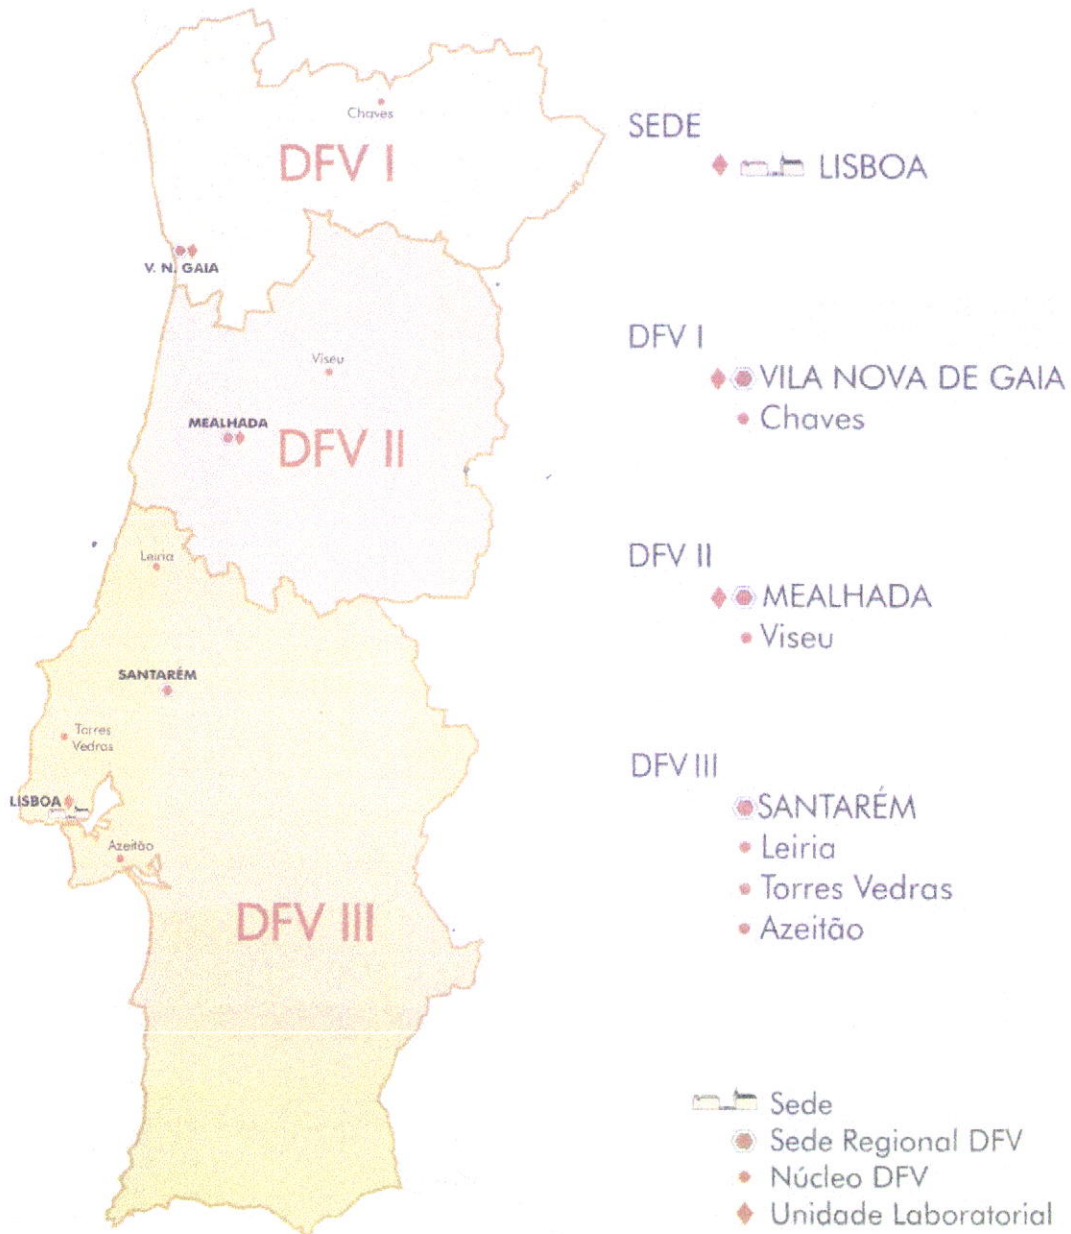 Chaves
DFV I
V. N. GAIA
Viseu
MEALHADA
DFV II
Leiria
SANTARÉM
Torres
Vedras
LISBOA
Azeitão
DFV III
SEDE
LISBOA
DFV I
VILA NOVA DE GAIA
Chaves
DFV II
MEALHADA
Viseu
DFV III
SANTARÉM
Leiria
Torres Vedras
Azeitão
Sede
Sede Regional DFV
Núcleo DFV
Unidade Laboratorial